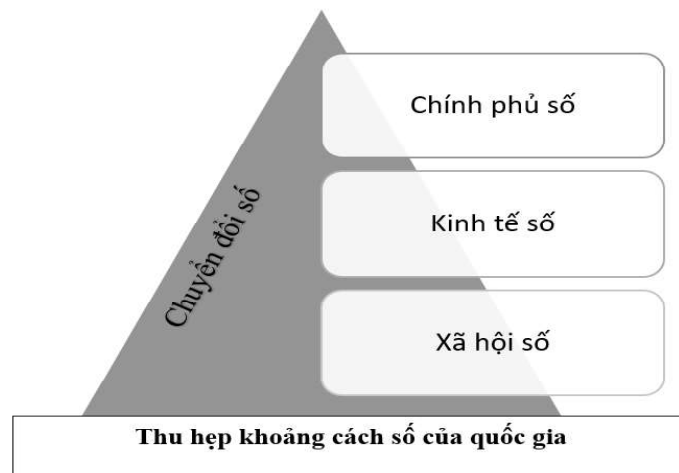 Chính phủ số
Kinh tế số
Chuyển đổi số
Xã hội số
Thu hẹp khoảng cách số của quốc gia